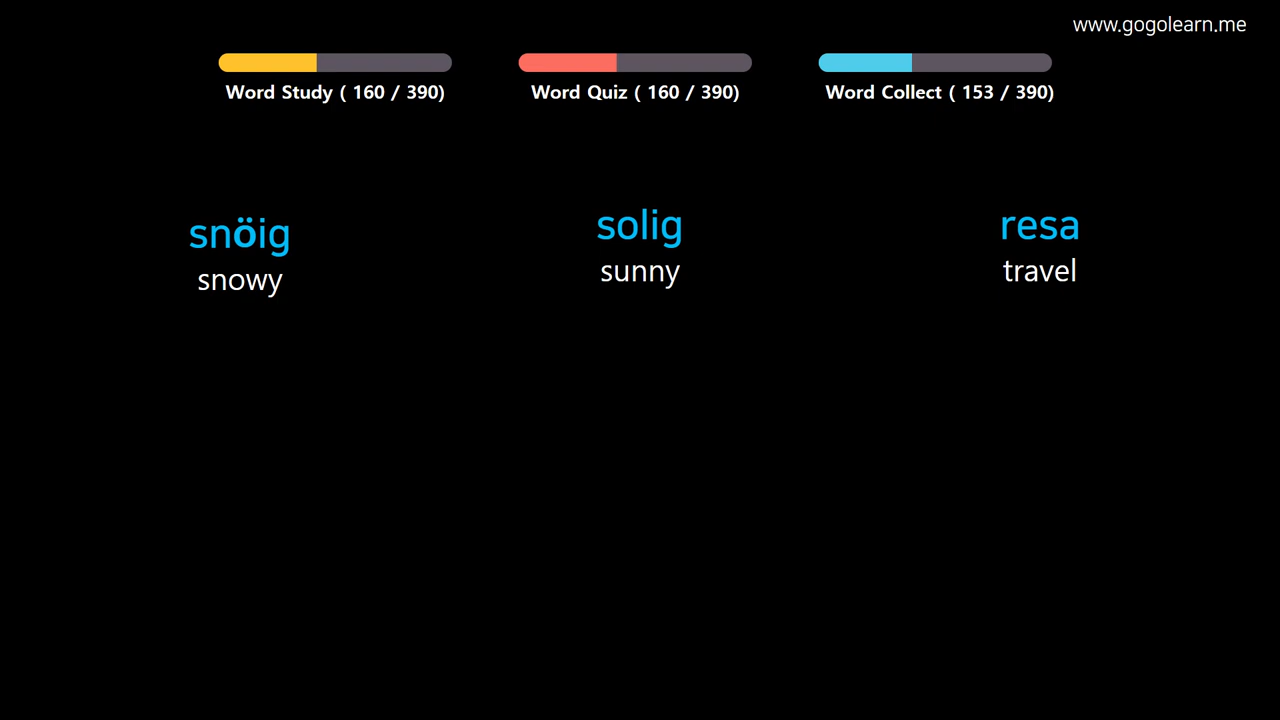 www.gogolearn.me
Word Study ( 160 / 390)
Word Quiz ( 160 / 390)
Word Collect ( 153 / 390)
snöig
snowy
solig
sunny
resa
travel